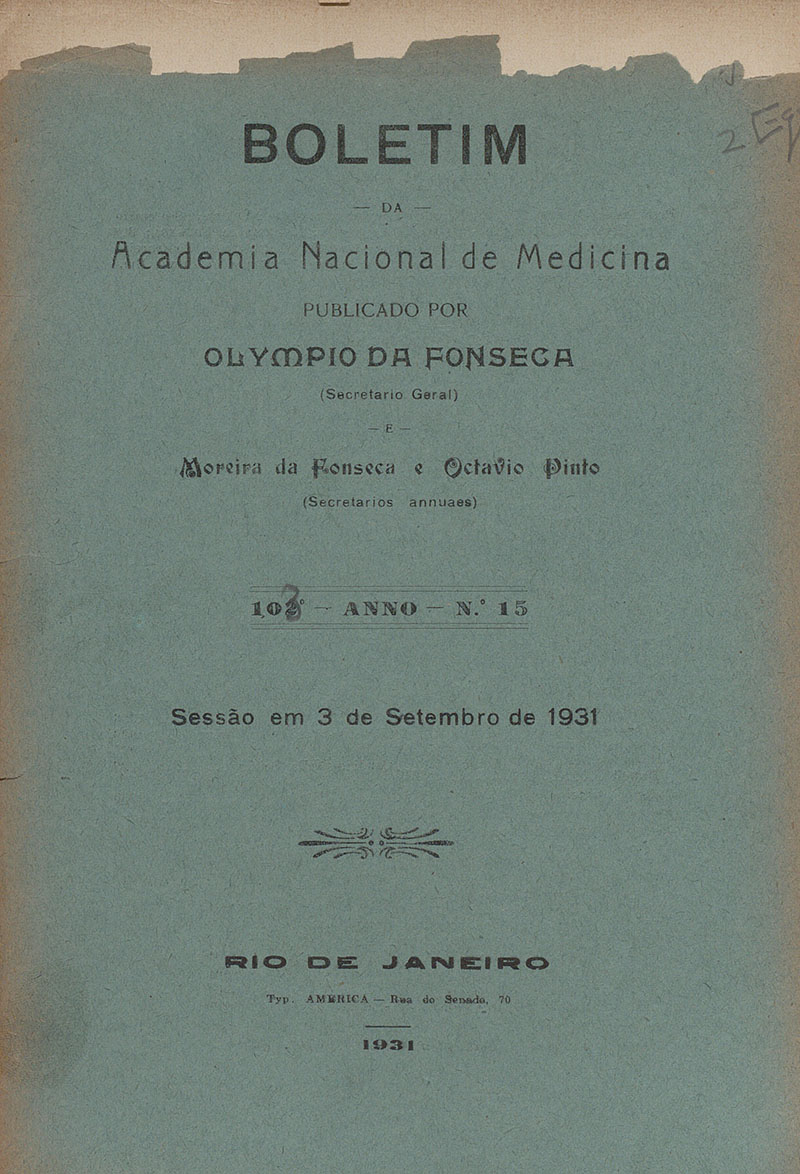 BOLETIM
— DA —
Academia Nacional de Medicina
PUBLICADO POR
OLYMPIO DA FONSECA
(Secretario Geral)
— E —
Moreira da Fonseca e Octavio Pinto
(Secretarios annuaes)
103º — ANNO — N.º 15
Sessão em 3 de Setembro de 1931
RIO DE JANEIRO
Typ. AMERICA — Rua do Senado, 70
1931